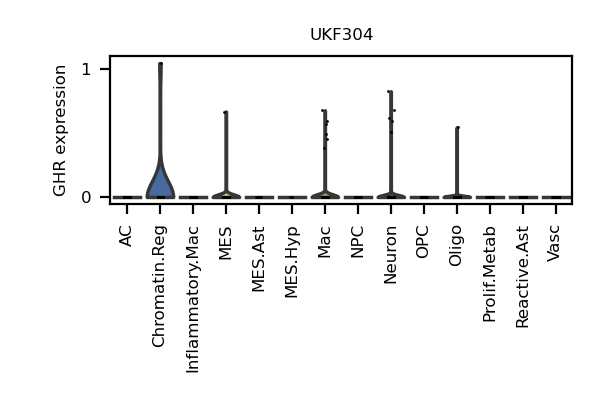 UKF304
GHR expression
1
0
AC
Chromatin.Reg
Inflammatory.Mac
MES
MES.Ast
MES.Hyp
Mac
NPC
Neuron
OPC
Oligo
Prolif.Metab
Reactive.Ast
Vasc